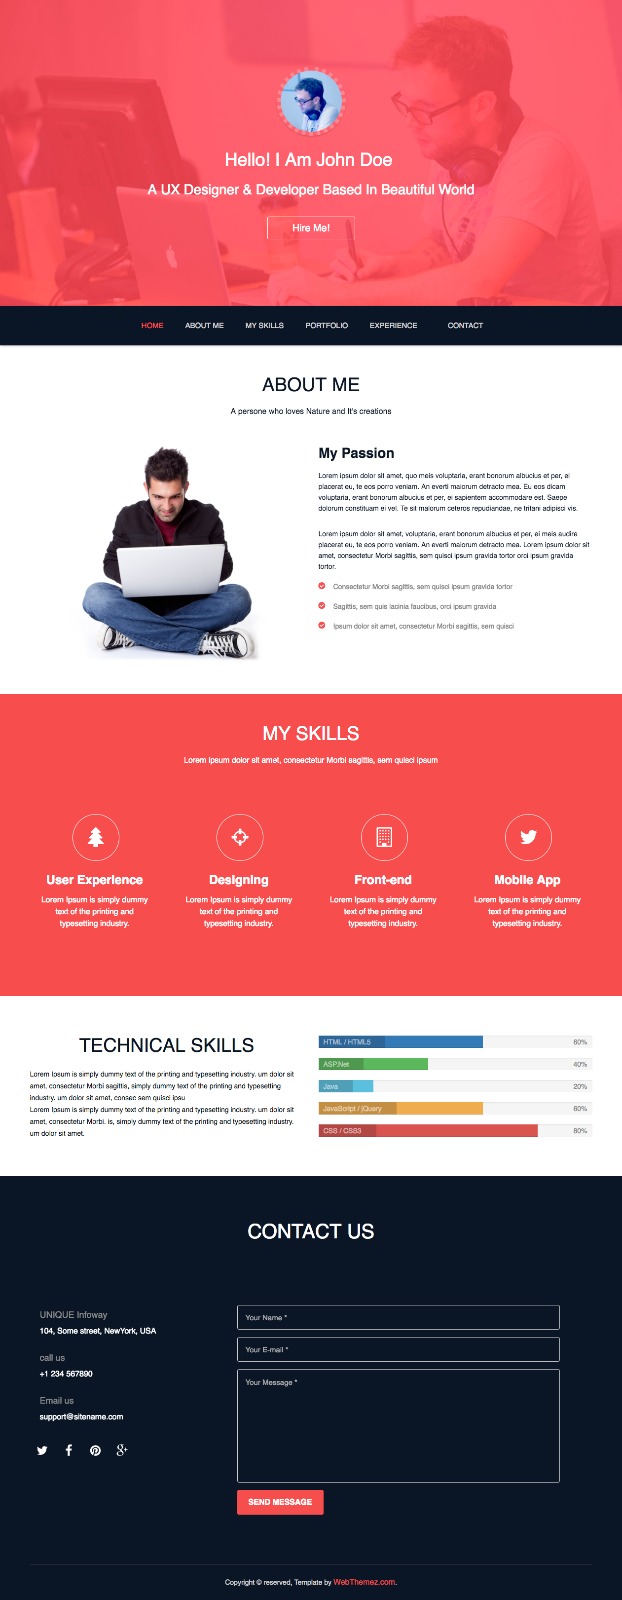 Hello! I Am John Doe
A UX Designer & Developer Based In Beautiful World
Hire Me!
HOME ABOUT ME MY SKILLS PORTFOLIO EXPERIENCE CONTACT
ABOUT ME
A persone who loves Nature and It's creations
My Passion
Lorem ipsum dolor sit amet, quo meis voluptaria, erant bonorum albucius et per, ei
placerat eu, te eos porro veniam. An everti maiorum detracto mea. Eu eos dicam
voluptaria, erant bonorum albucius et per, ei sapientem accommodare est. Saepe
dolorum constituam ei vel. Te sit malorum ceteros repudiandae, ne tritani adipisci vis.
Lorem ipsum dolor sit amet, voluptaria, erant bonorum albucius et per, ei meis audire
placerat eu, te eos porro veniam. An everti maiorum detracto mea. Lorem ipsum dolor sit
amet, consectetur Morbi sagittis, sem quisci ipsum gravida tortor orci ipsum gravida
tortor.
Consectetur Morbi sagittis, sem quisci ipsum gravida tortor
Sagittis, sem quis lacinia faucibus, orci ipsum gravida
Ipsum dolor sit amet, consectetur Morbi sagittis, sem quisci
MY SKILLS
Lorem ipsum dolor sit amet, consectetur Morbi sagittis, sem quisci ipsum
User Experience
Lorem Ipsum is simply dummy
text of the printing and
typesetting industry.
Designing
Lorem Ipsum is simply dummy
text of the printing and
typesetting industry.
Front-end
Lorem Ipsum is simply dummy
text of the printing and
typesetting industry.
Mobile App
Lorem Ipsum is simply dummy
text of the printing and
typesetting industry.
TECHNICAL SKILLS
Lorem Ipsum is simply dummy text of the printing and typesetting industry. um dolor sit
amet, consectetur Morbi sagittis, simply dummy text of the printing and typesetting
industry. um dolor sit amet, consec sem quisci ipsu
Lorem Ipsum is simply dummy text of the printing and typesetting industry. um dolor sit
amet, consectetur Morbi. is, simply dummy text of the printing and typesetting industry.
um dolor sit amet.
HTML / HTML5 60%
ASP.Net 40%
Java 20%
JavaScript / jQuery 60%
CSS / CSS3 80%
CONTACT US
UNIQUE Infoway
104, Some street, NewYork, USA
call us
+1 234 567890
Email us
support@sitename.com
Your Name *
Your E-mail *
Your Message *
SEND MESSAGE
Copyright © reserved, Template by WebThemez.com.